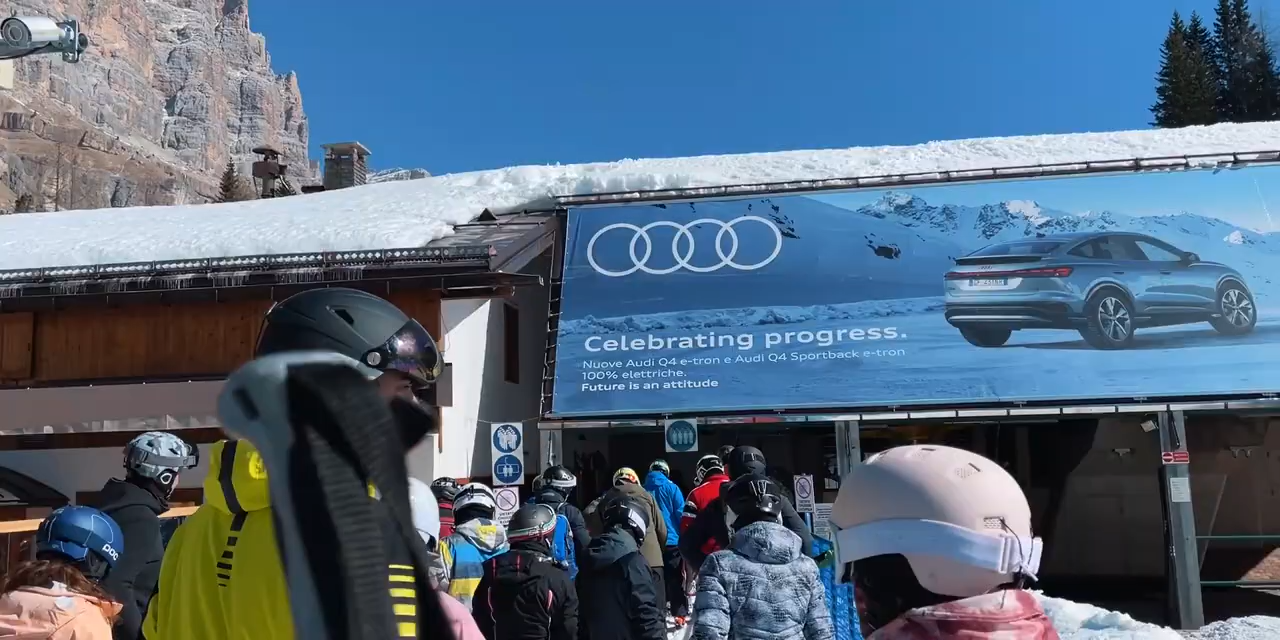 Celebrating progress.
Nuove Audi Q4 e-tron e Audi Q4 Sportback e-tron
100% elettriche.
Future is an attitude
poc